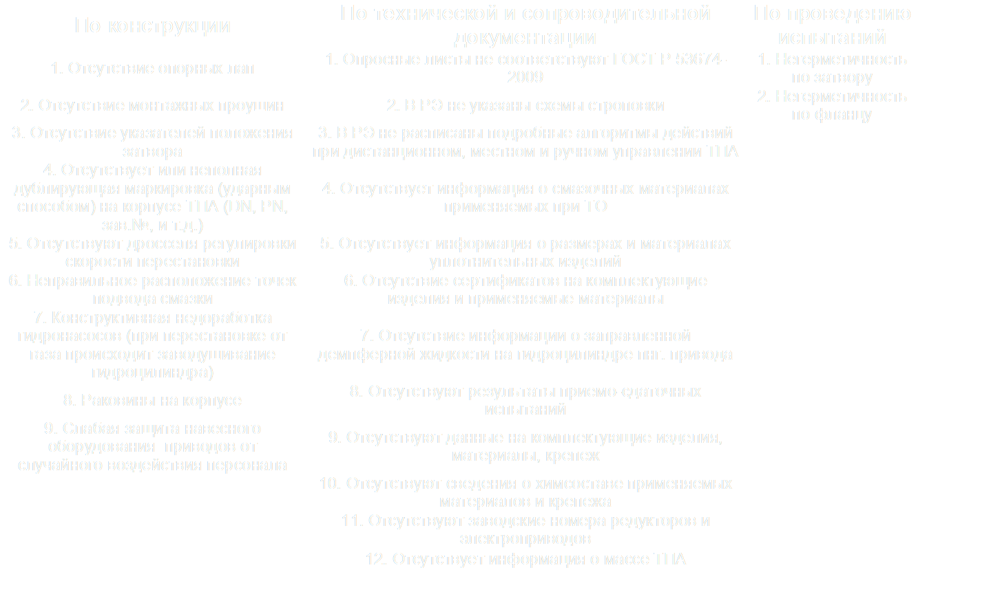 По конструкции
1. Отсутствие опорных лап
2. Отсутствие монтажных проушин
3. Отсутствие указателей положения
затвора
4. Отсутствует или неполная
дублирующая маркировка (ударным
способом) на корпусе ТПА (DN, PN,
зав.№, и т.д.)
5. Отсутствуют дросселя регулировки
скорости перестановки
6. Неправильное расположение точек
подвода смазки
7. Конструктивная недоработка
гидронасосов (при перестановке от
газа происходит заводушивание
гидроцилиндра)
8. Раковины на корпусе
9. Слабая защита навесного
оборудования  приводов от
случайного воздействия персонала
По технической и сопроводительной
документации
1. Опросные листы не соответствуют ГОСТ Р 53674-
2009
2. В РЭ не указаны схемы строповки
3. В РЭ не расписаны подробные алгоритмы действий
при дистанционном, местном и ручном управлении ТПА
4. Отсутствует информация о смазочных материалах
применяемых при ТО
5. Отсутствует информация о размерах и материалах
уплотнительных изделий
6. Отсутствие сертификатов на комплектующие
изделия и применяемые материалы
7. Отсутствие информации о заправленной
демпферной жидкости на гидроцилиндре пнг. привода
8. Отсутствуют результаты приемо-сдаточных
испытаний
9. Отсутствуют данные на комплектующие изделия,
материалы, крепеж
10. Отсутствуют сведения о химсоставе применяемых
материалов и крепежа
11. Отсутствуют заводские номера редукторов и
электроприводов
12. Отсутствует информация о массе ТПА
По проведению
испытаний
1. Негерметичность
по затвору
2. Негерметичность
по фланцу